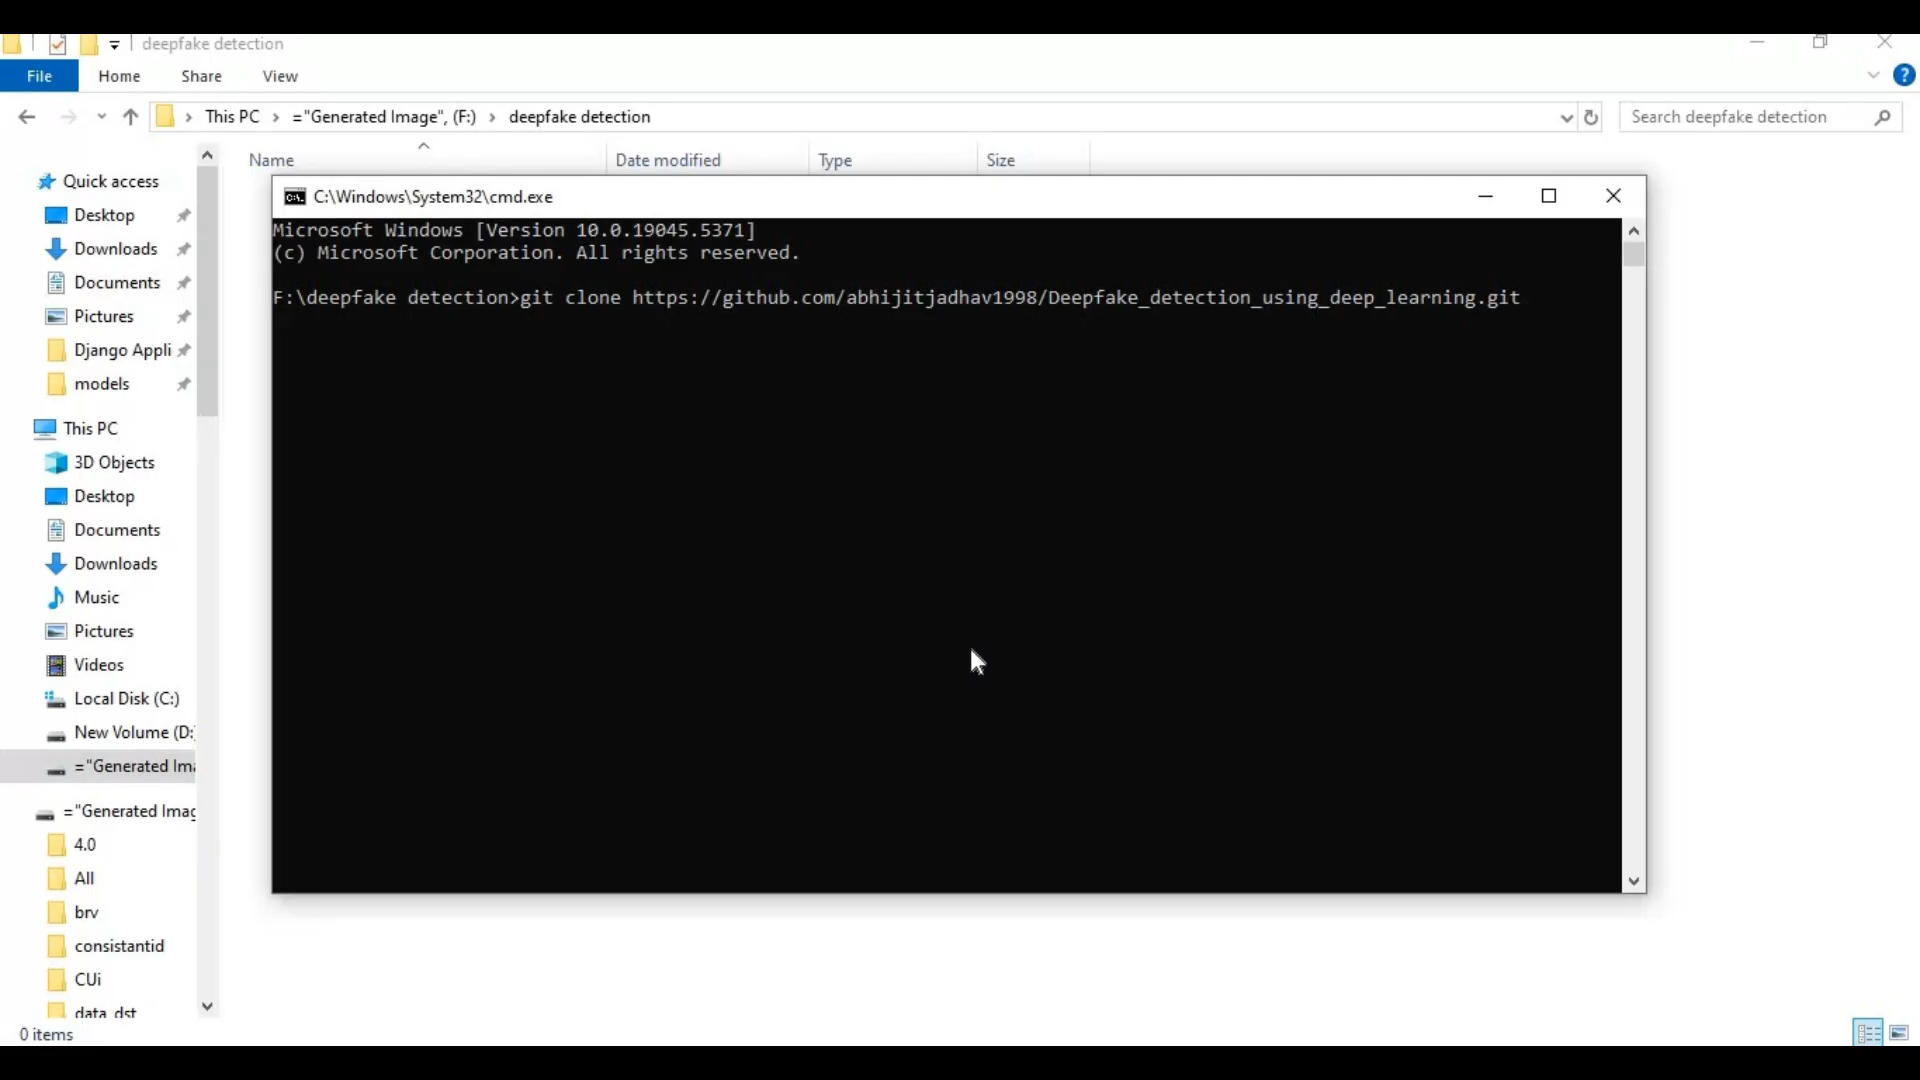 deepfake detection
File Home Share View
This PC > ="Generated Image", (F:) > deepfake detection
Search deepfake detection
Name Date modified Type Size
Quick access
Desktop
Downloads
Documents
Pictures
Django Appli
models
This PC
3D Objects
Desktop
Documents
Downloads
Music
Pictures
Videos
Local Disk (C:)
New Volume (D:
="Generated Ima
="Generated Imag
4.0
All
brv
consistantid
CUi
data_dst
0 items
C:\Windows\System32\cmd.exe
Microsoft Windows [Version 10.0.19045.5371]
(c) Microsoft Corporation. All rights reserved.
F:\deepfake detection>git clone https://github.com/abhijitjadhav1998/Deepfake_detection_using_deep_learning.git